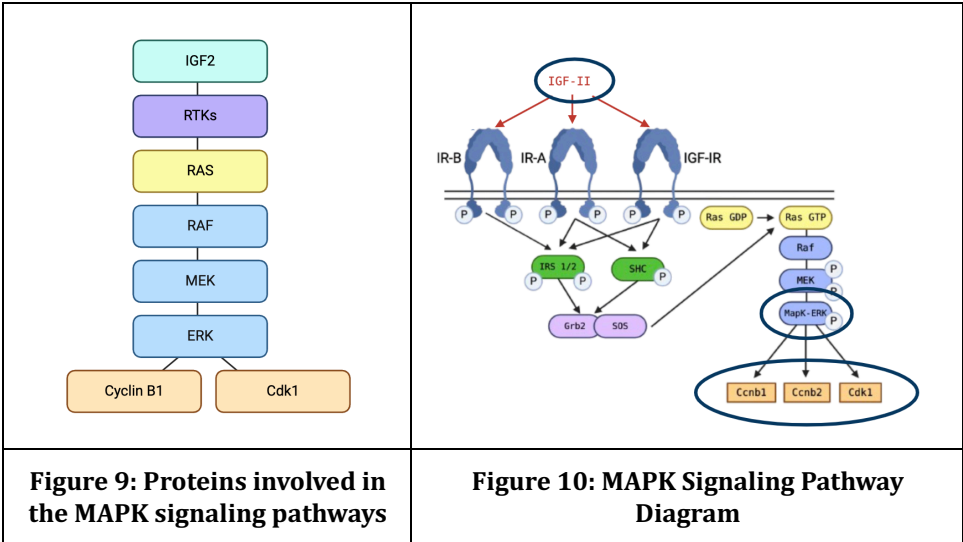 IGF2
RTKs
RAS
RAF
MEK
ERK
Cyclin B1
Cdk1
IGF-II
IR-B
IR-A
IGF-IR
P P P P P P
Ras GDP
Ras GTP
Raf
IRS 1/2
P P
SHC
P
MEK
P
P
MapK-ERK
P
Grb2
SOS
Ccnb1
Ccnb2
Cdk1
Figure 9: Proteins involved in
the MAPK signaling pathways
Figure 10: MAPK Signaling Pathway
Diagram